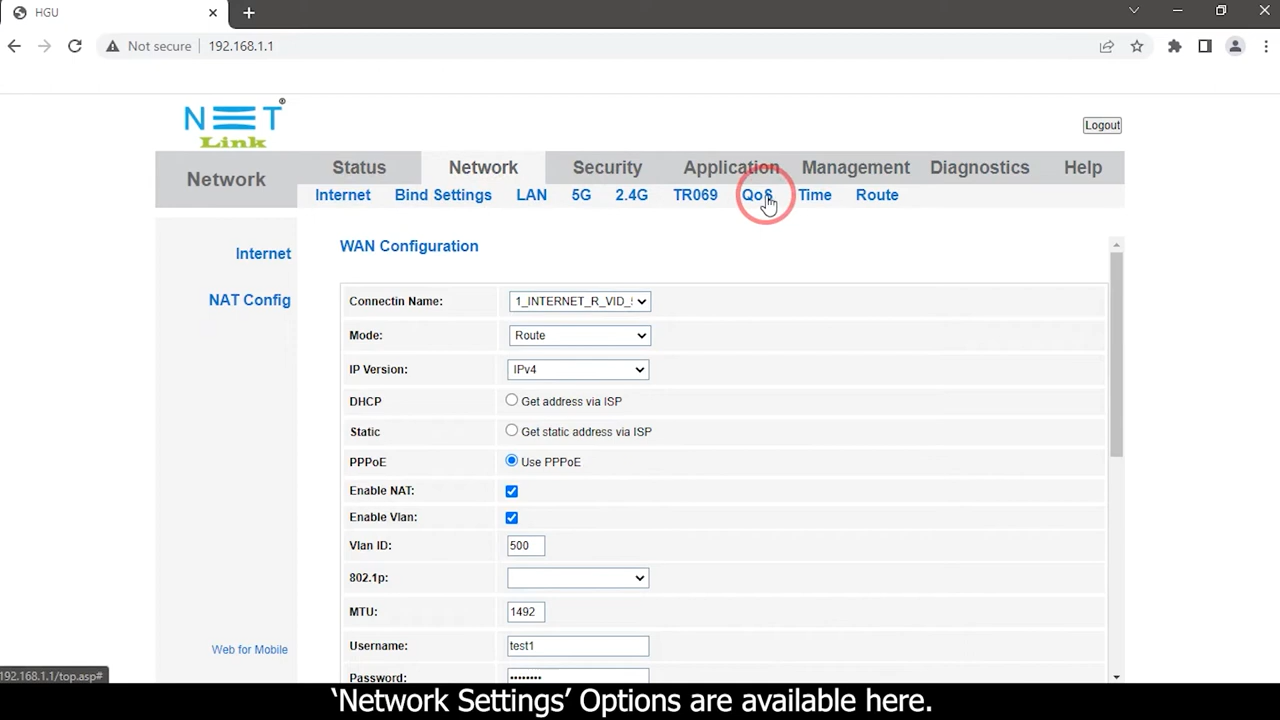 HGU
Not secure 192.168.1.1
NET
Link
®
Logout
Network
Status Network Security Application Management Diagnostics Help
Internet Bind Settings LAN 5G 2.4G TR069 QoS Time Route
Internet
NAT Config
Web for Mobile
WAN Configuration
Connectin Name: 1_INTERNET_R_VID_
Mode: Route
IP Version: IPv4
DHCP Get address via ISP
Static Get static address via ISP
PPPoE Use PPPoE
Enable NAT:
Enable Vlan:
Vlan ID: 500
802.1p:
MTU: 1492
Username: test1
Password: ••••••••
192.168.1.1/top.asp#
‘Network Settings’ Options are available here.